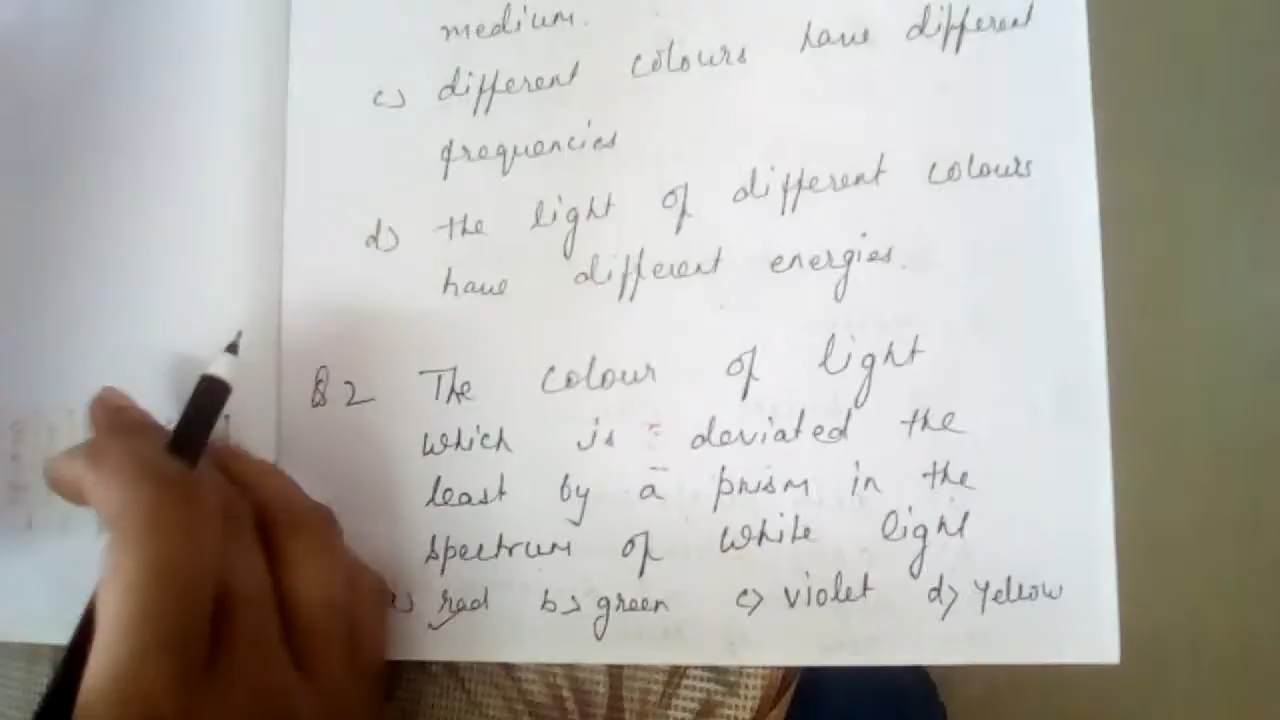 medium.
c) different colours have different
frequencies
d) the light of different colours
have different energies.
Q2 The colour of light
which is deviated the
least by a prism in the
spectrum of white light
a) red b) green c) violet d) yellow